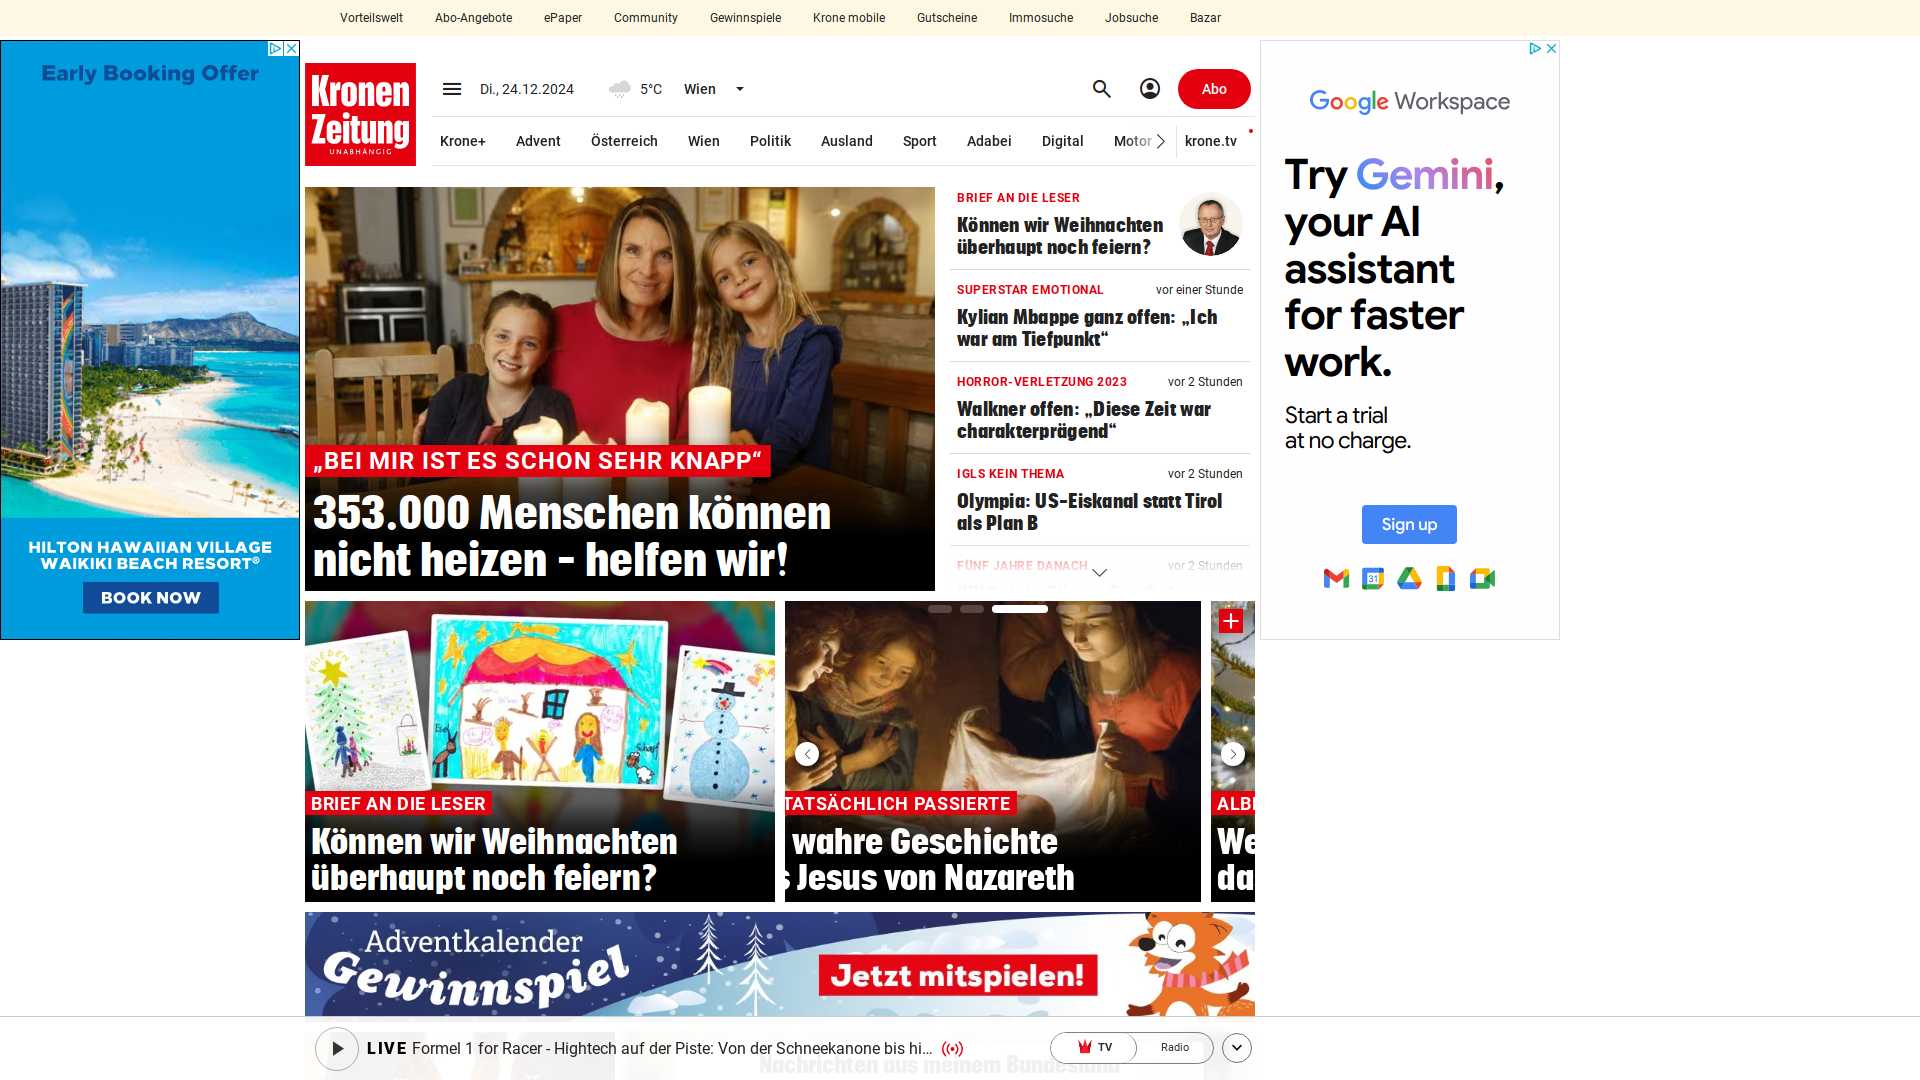 Vorteilswelt Abo-Angebote ePaper Community Gewinnspiele Krone mobile Gutscheine Immosuche Jobsuche Bazar
Early Booking Offer
HILTON HAWAIIAN VILLAGE
WAIKIKI BEACH RESORT®
BOOK NOW
Kronen
Zeitung
UNABHÄNGIG
Di., 24.12.2024
5°C
Wien
Abo
Krone+ Advent Österreich Wien Politik Ausland Sport Adabei Digital Motor krone.tv
„BEI MIR IST ES SCHON SEHR KNAPP“
353.000 Menschen können
nicht heizen – helfen wir!
BRIEF AN DIE LESER
Können wir Weihnachten
überhaupt noch feiern?
SUPERSTAR EMOTIONAL vor einer Stunde
Kylian Mbappe ganz offen: „Ich
war am Tiefpunkt“
HORROR-VERLETZUNG 2023 vor 2 Stunden
Walkner offen: „Diese Zeit war
charakterprägend“
IGLS KEIN THEMA vor 2 Stunden
Olympia: US-Eiskanal statt Tirol
als Plan B
FÜNF JAHRE DANACH vor 2 Stunden
Google Workspace
Try Gemini,
your AI
assistant
for faster
work.
Start a trial
at no charge.
Sign up
31
FRIEDEN
Esel
Schaf
BRIEF AN DIE LESER
Können wir Weihnachten
überhaupt noch feiern?
TATSÄCHLICH PASSIERTE
wahre Geschichte
s Jesus von Nazareth
ALB
We
da
Adventkalender
Gewinnspiel
Jetzt mitspielen!
LIVE Formel 1 for Racer - Hightech auf der Piste: Von der Schneekanone bis hi...
TV
Radio
Nachrichten aus meinem Bundesland